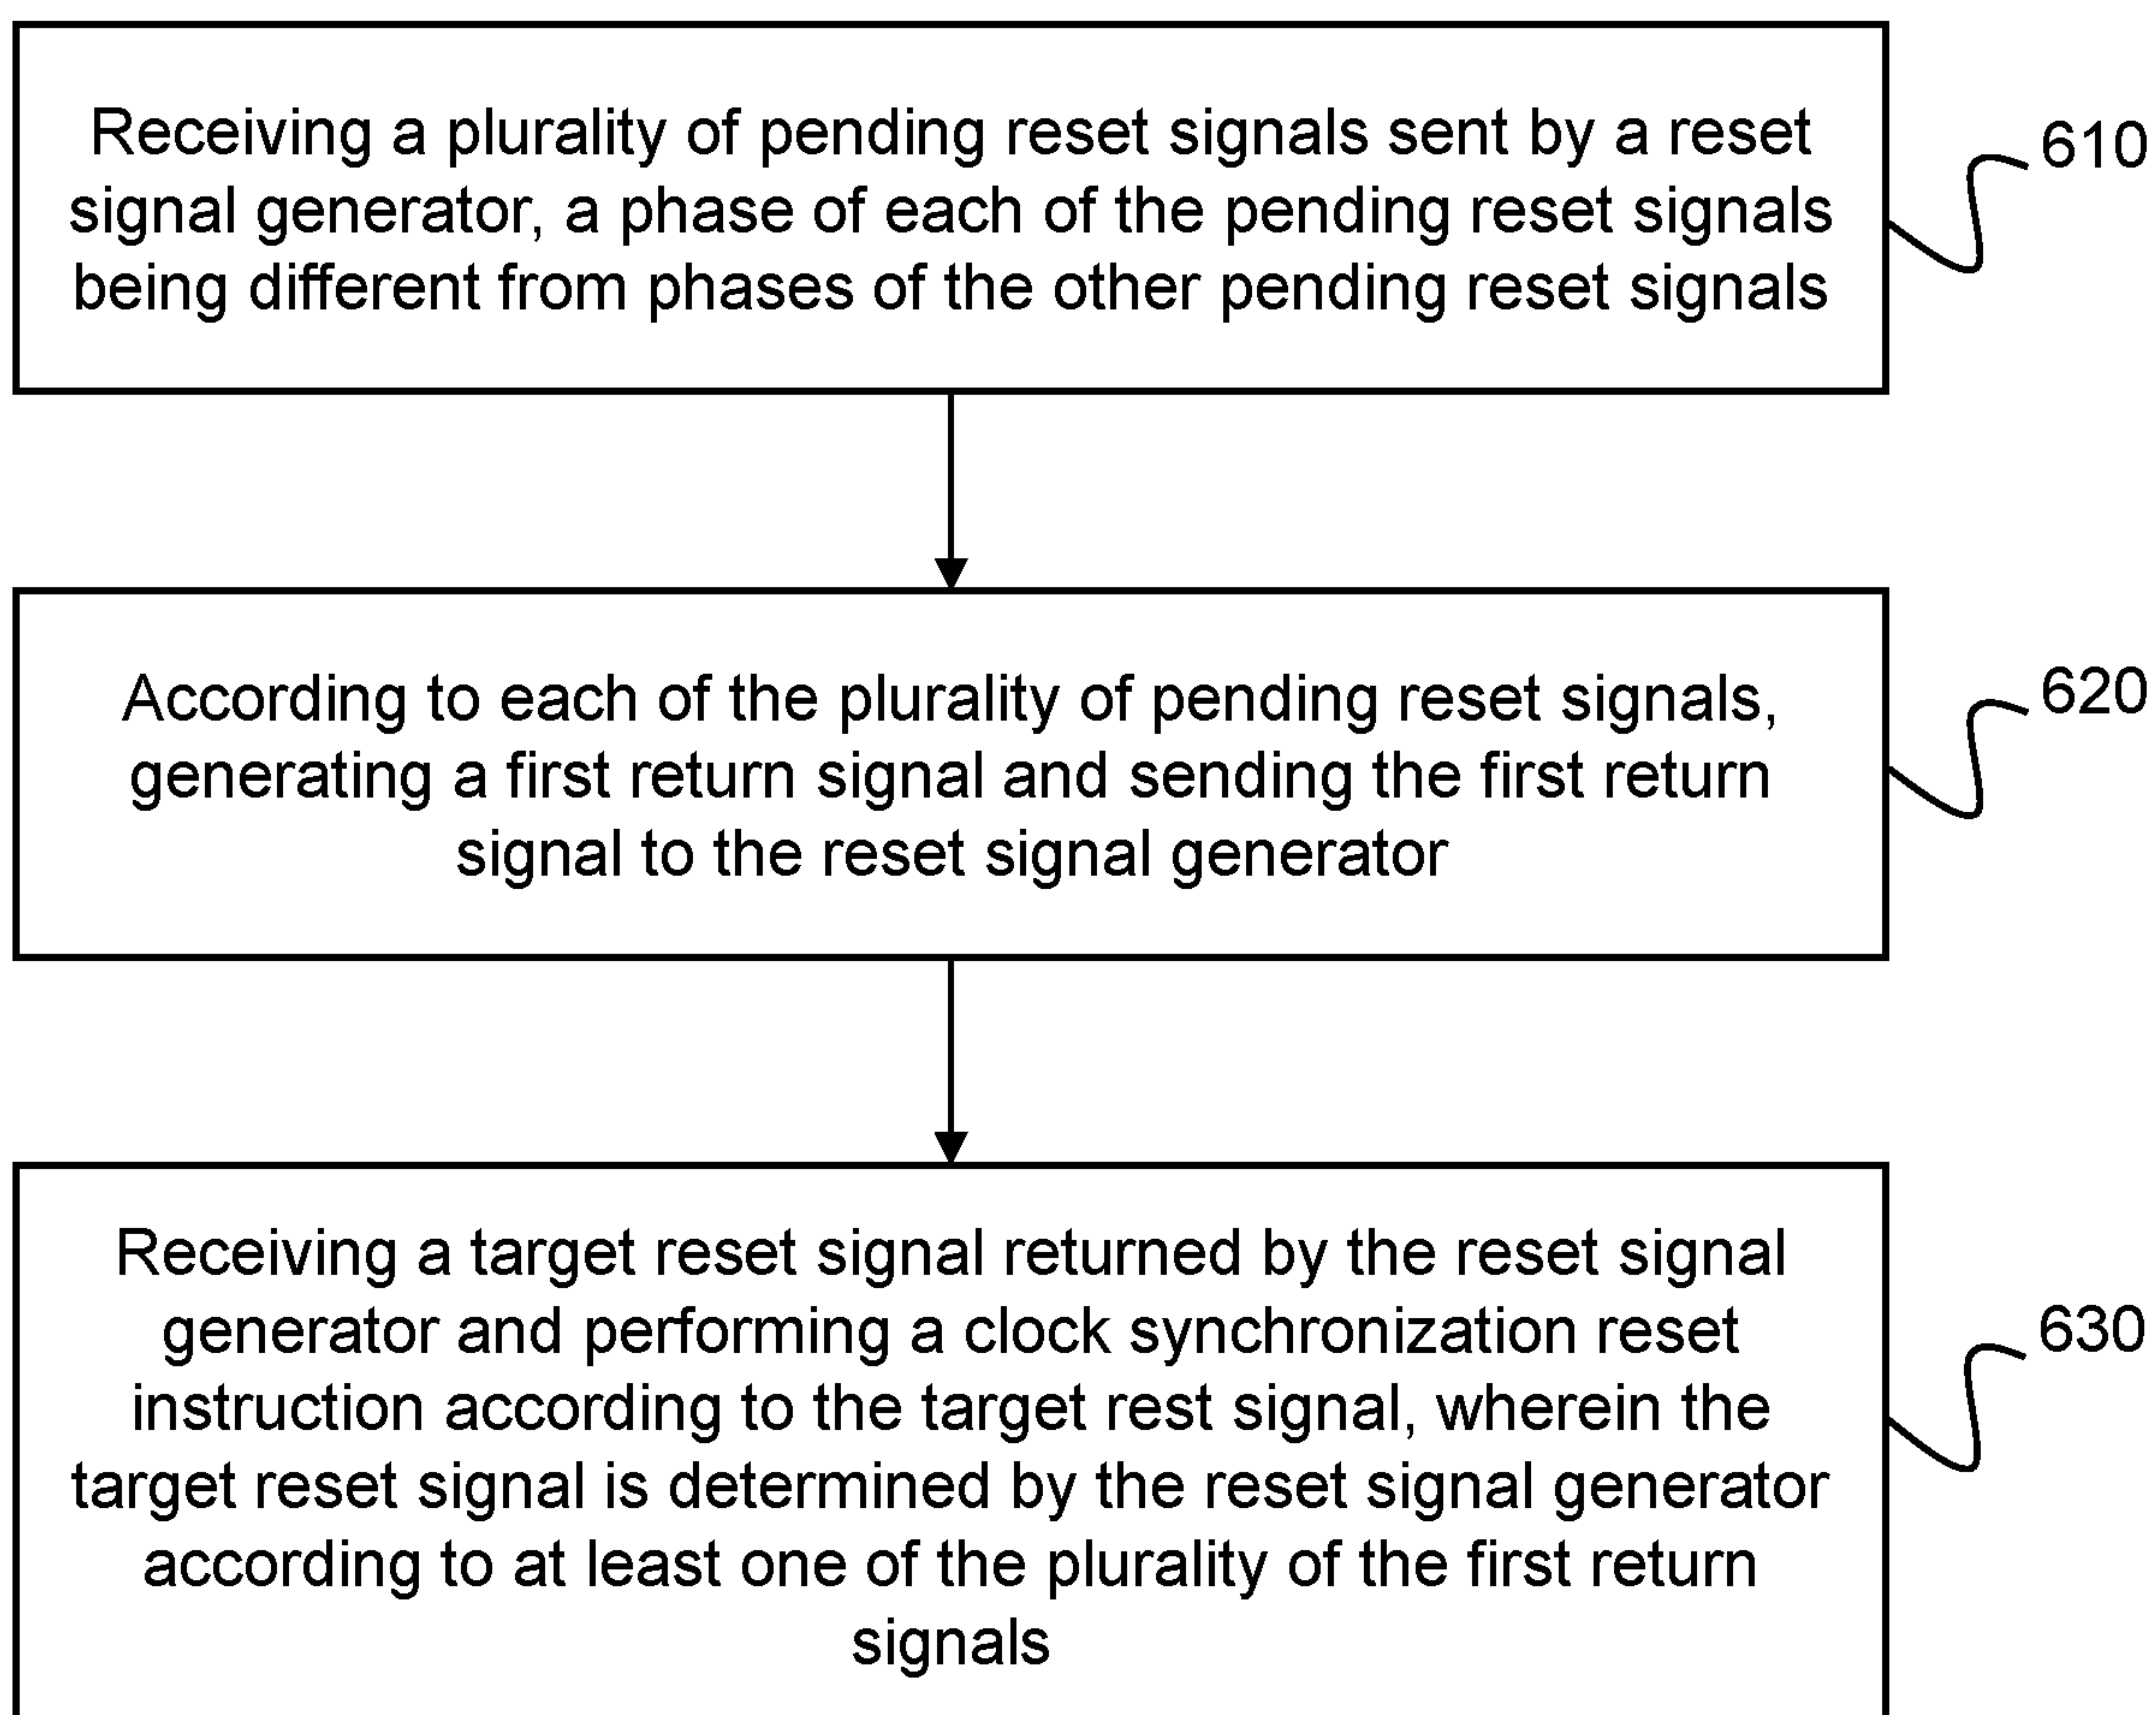 Receiving a plurality of pending reset signals sent by a reset
signal generator, a phase of each of the pending reset signals
being different from phases of the other pending reset signals
610
According to each of the plurality of pending reset signals,
generating a first return signal and sending the first return
signal to the reset signal generator
620
Receiving a target reset signal returned by the reset signal
generator and performing a clock synchronization reset
instruction according to the target rest signal, wherein the
target reset signal is determined by the reset signal generator
according to at least one of the plurality of the first return
signals
630